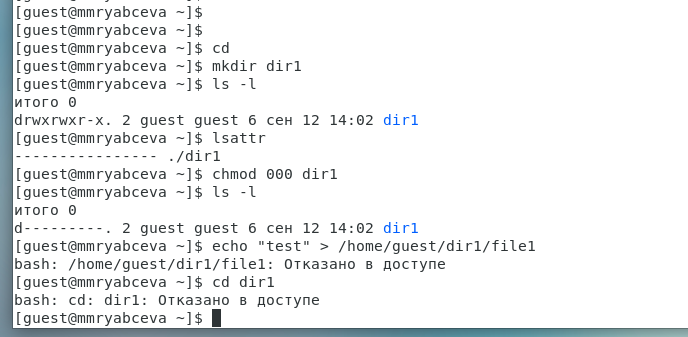 [guest@mmryabceva ~]$
[guest@mmryabceva ~]$
[guest@mmryabceva ~]$ cd
[guest@mmryabceva ~]$ mkdir dir1
[guest@mmryabceva ~]$ ls -l
итого 0
drwxrwxr-x. 2 guest guest 6 сен 12 14:02 dir1
[guest@mmryabceva ~]$ lsattr
---------------- ./dir1
[guest@mmryabceva ~]$ chmod 000 dir1
[guest@mmryabceva ~]$ ls -l
итого 0
d---------. 2 guest guest 6 сен 12 14:02 dir1
[guest@mmryabceva ~]$ echo "test" > /home/guest/dir1/file1
bash: /home/guest/dir1/file1: Отказано в доступе
[guest@mmryabceva ~]$ cd dir1
bash: cd: dir1: Отказано в доступе
[guest@mmryabceva ~]$